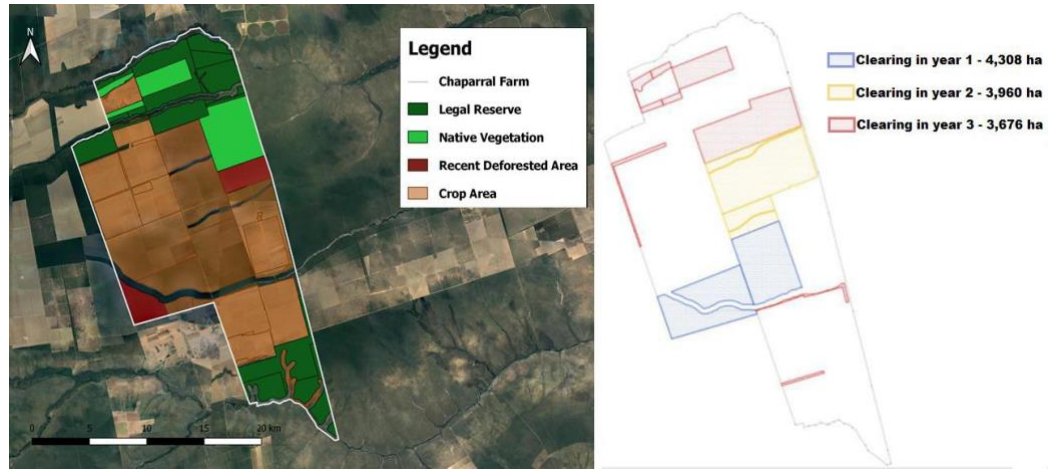 N
Legend
Chaparral Farm
Legal Reserve
Native Vegetation
Recent Deforested Area
Crop Area
0 5 10 15 20 km
Clearing in year 1 - 4,308 ha
Clearing in year 2 - 3,960 ha
Clearing in year 3 - 3,676 ha